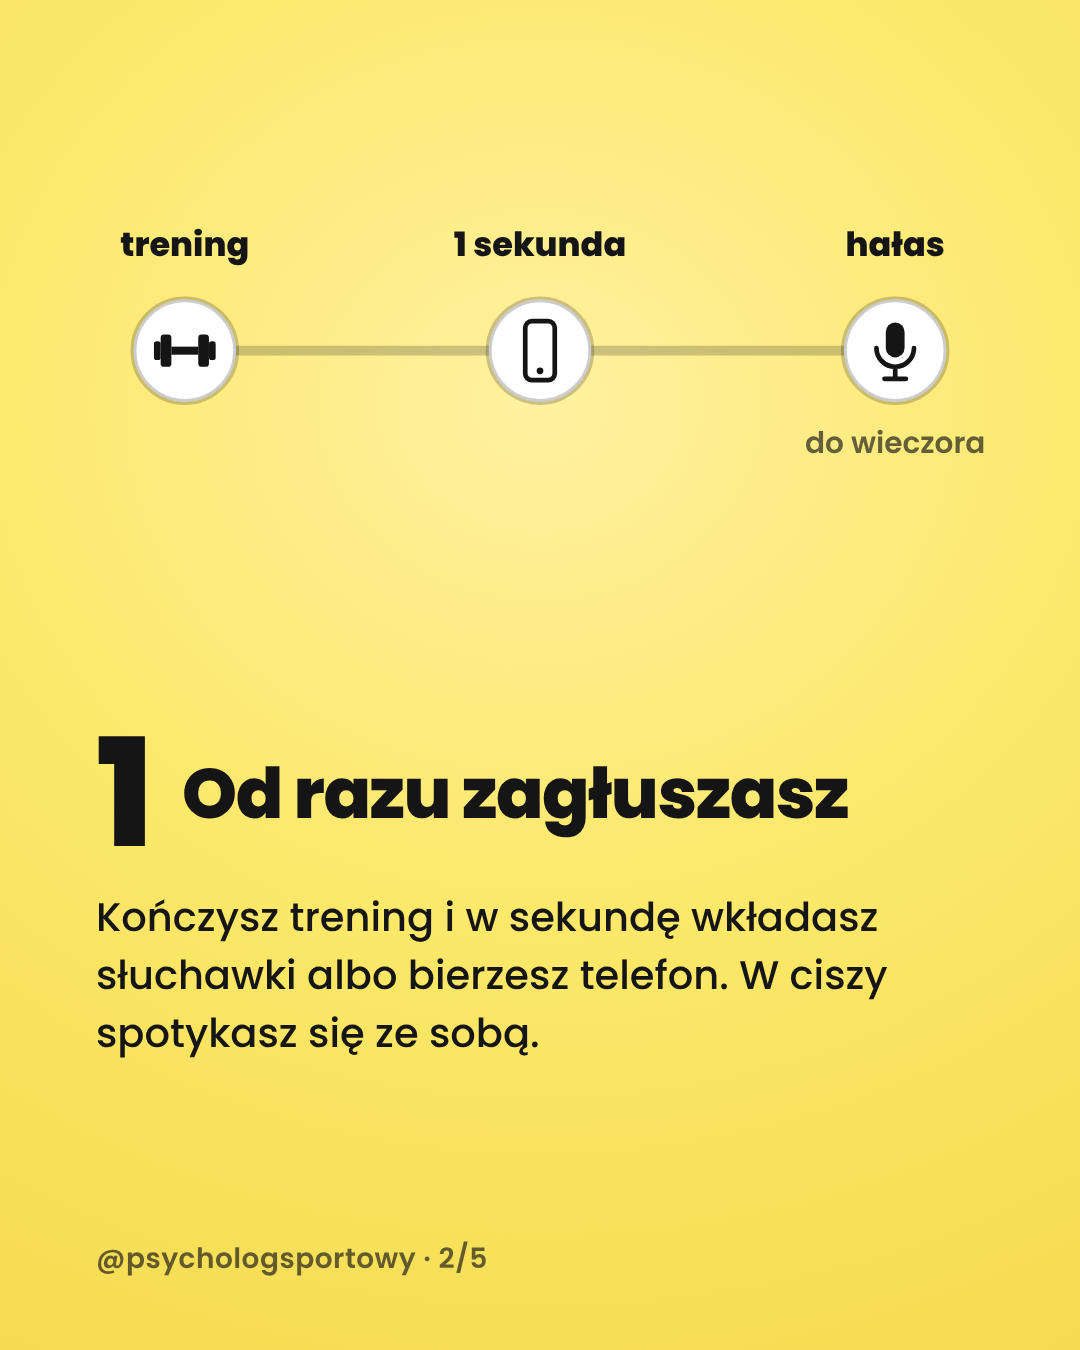 trening
1 sekunda
hałas
do wieczora
1 Od razu zagłuszasz
Kończysz trening i w sekundę wkładasz
słuchawki albo bierzesz telefon. W ciszy
spotykasz się ze sobą.
@psychologsportowy · 2/5